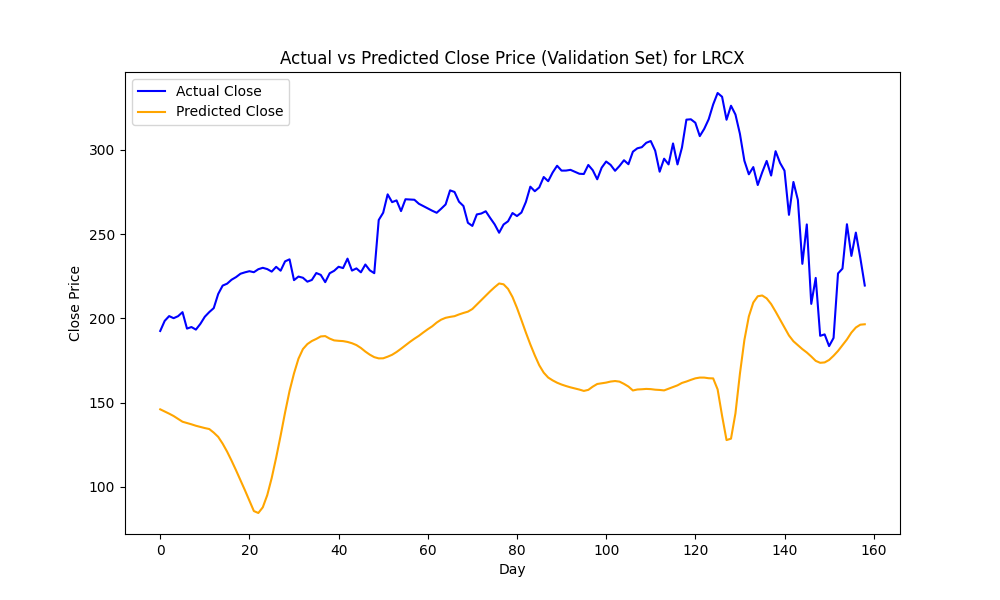 Actual vs Predicted Close Price (Validation Set) for LRCX
Actual Close
Predicted Close
Close Price
300
250
200
150
100
0 20 40 60 80 100 120 140 160
Day